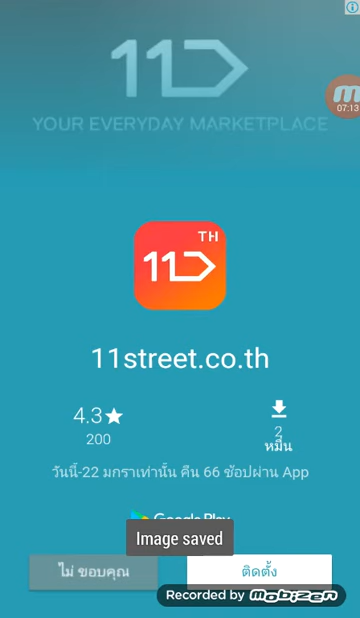 11
YOUR EVERYDAY MARKETPLACE
07:13
TH
11
11street.co.th
4.3★
200
2
หมื่น
วันนี้-22 มกราเท่านั้น คืน 66 ช้อปผ่าน App
Google Play
Image saved
ไม่ ขอบคุณ
ติดตั้ง
Recorded by Mobizen